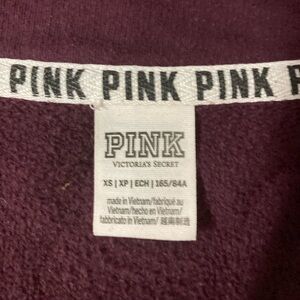 PINK PINK PINK P
PINK
VICTORIA'S SECRET
XS | XP | ECH | 165/84A
made in Vietnam/fabriqué au
Vietnam/hecho en Vietnam/
fabbricato in Vietnam/ 越南制造